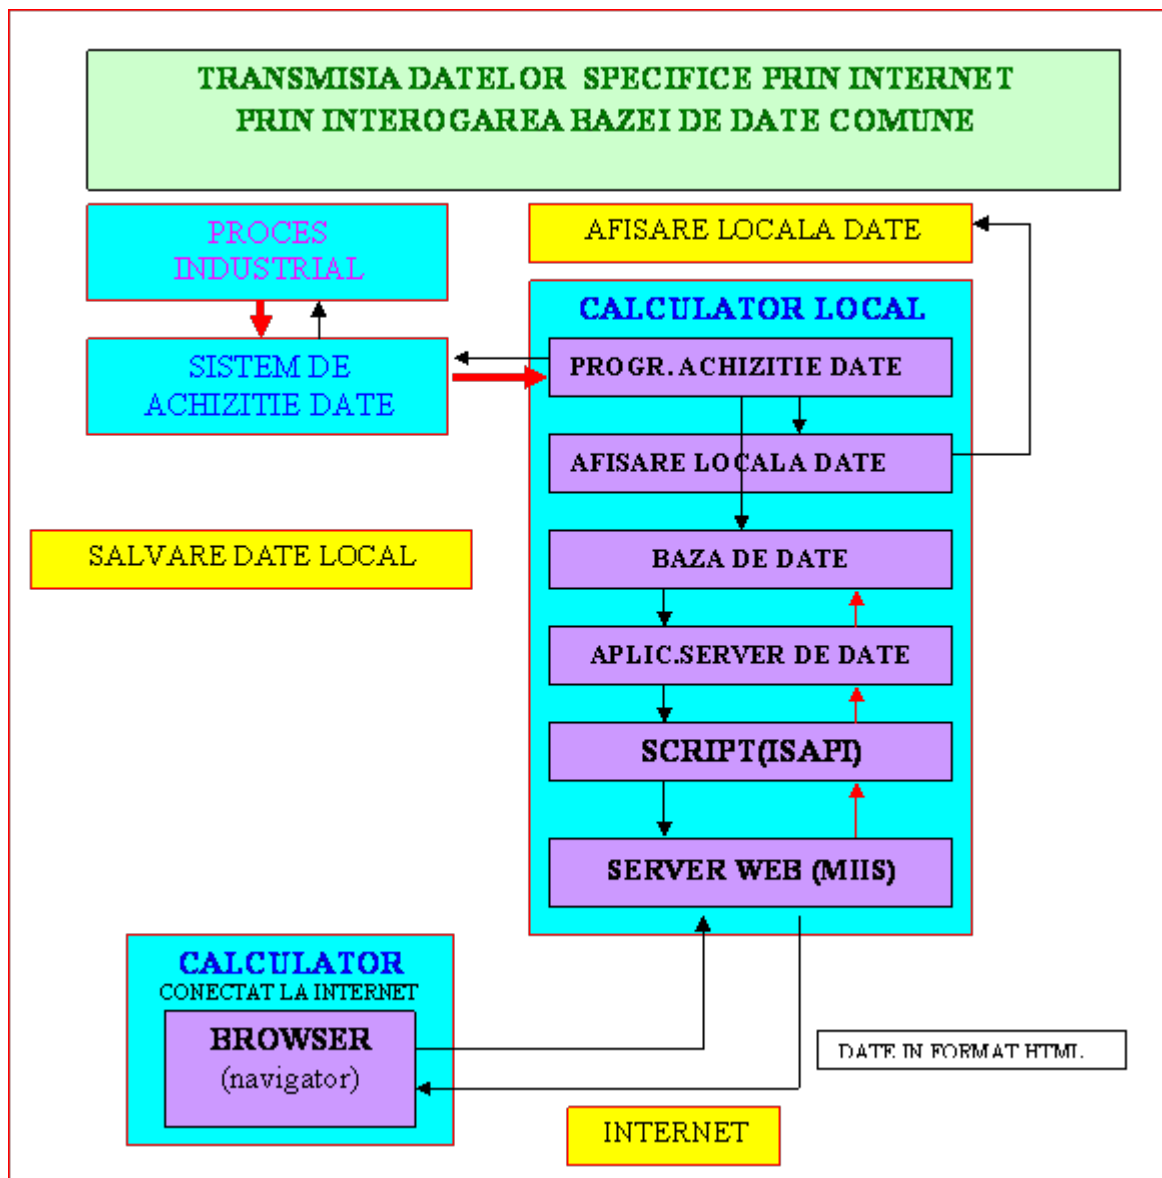 TRANSMISIA DATELOR SPECIFICE PRIN INTERNET
PRIN INTEROGAREA BAZEI DE DATE COMUNE
PROCES
INDUSTRIAL
AFISARE LOCALA DATE
CALCULATOR LOCAL
SISTEM DE
ACHIZITIE DATE
PROGR. ACHIZITIE DATE
AFISARE LOCALA DATE
SALVARE DATE LOCAL
BAZA DE DATE
APLIC.SERVER DE DATE
SCRIPT(ISAPI)
SERVER WEB (MIIS)
CALCULATOR
CONECTAT LA INTERNET
BROWSER
(navigator)
DATE IN FORMAT HTML
INTERNET